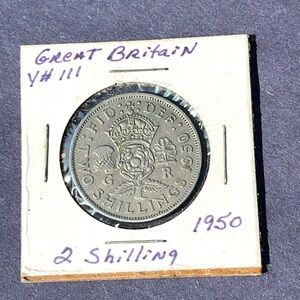 GREAT BRITAIN
Y# 111
FID: DEF: 1950
G R
TWO SHILLINGS
1950
2 Shilling